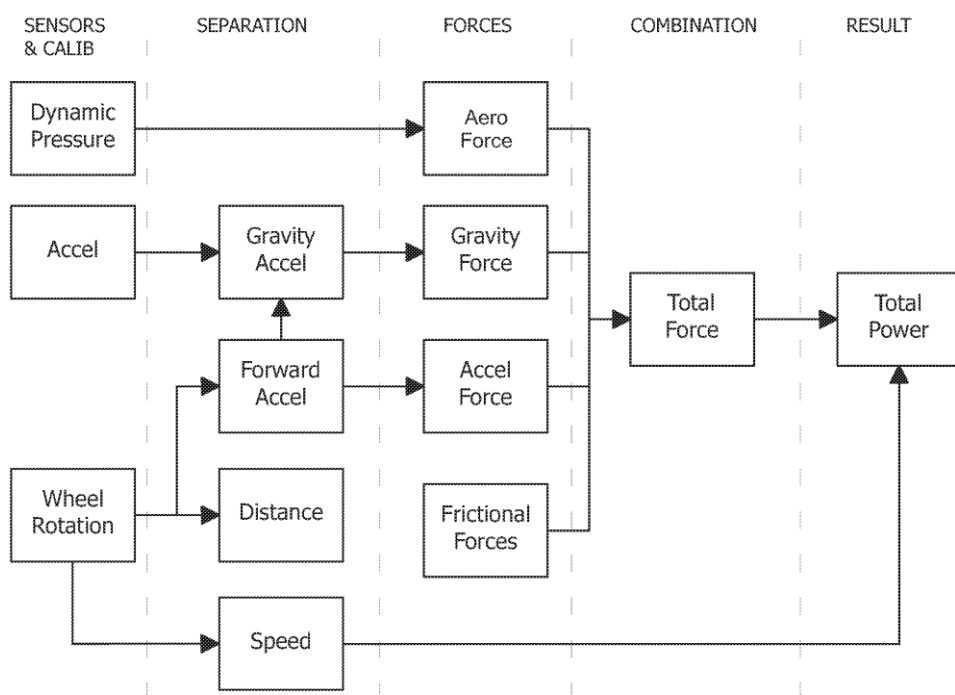 SENSORS
& CALIB
SEPARATION
FORCES
COMBINATION
RESULT
Dynamic
Pressure
Aero
Force
Accel
Gravity
Accel
Gravity
Force
Total
Force
Total
Power
Forward
Accel
Accel
Force
Wheel
Rotation
Distance
Frictional
Forces
Speed